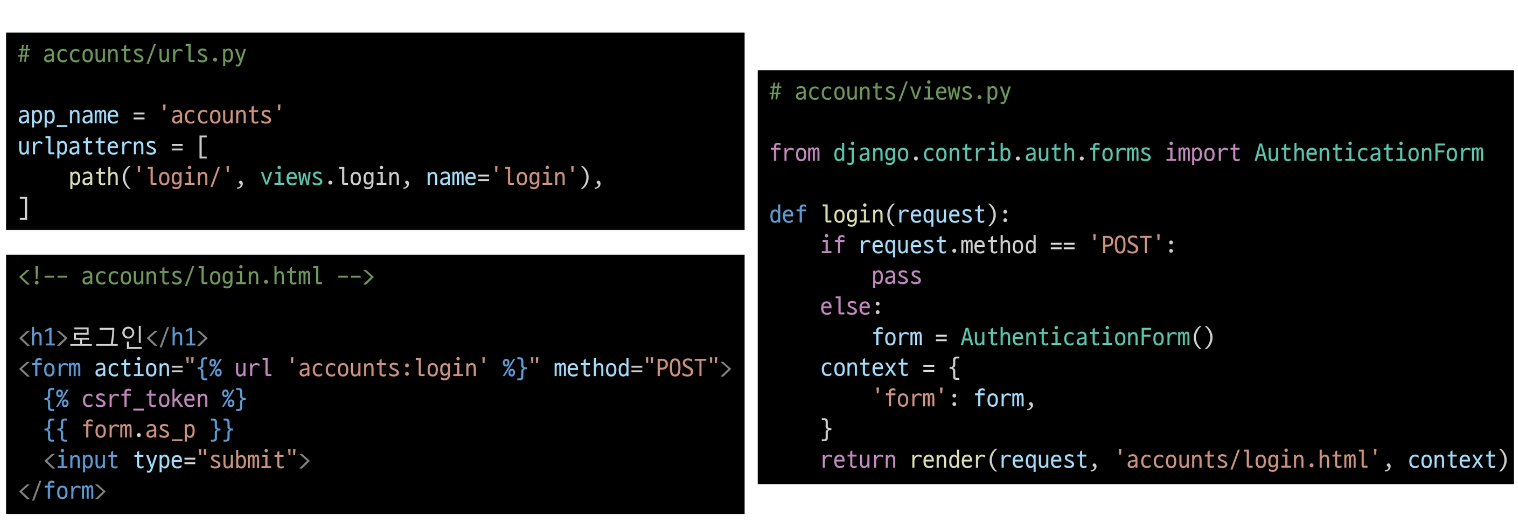 # accounts/urls.py
app_name = 'accounts'
urlpatterns = [
    path('login/', views.login, name='login'),
]
<!-- accounts/login.html -->
<h1>로그인</h1>
<form action="{% url 'accounts:login' %}" method="POST">
  {% csrf_token %}
  {{ form.as_p }}
  <input type="submit">
</form>
# accounts/views.py
from django.contrib.auth.forms import AuthenticationForm
def login(request):
    if request.method == 'POST':
        pass
    else:
        form = AuthenticationForm()
    context = {
        'form': form,
    }
    return render(request, 'accounts/login.html', context)